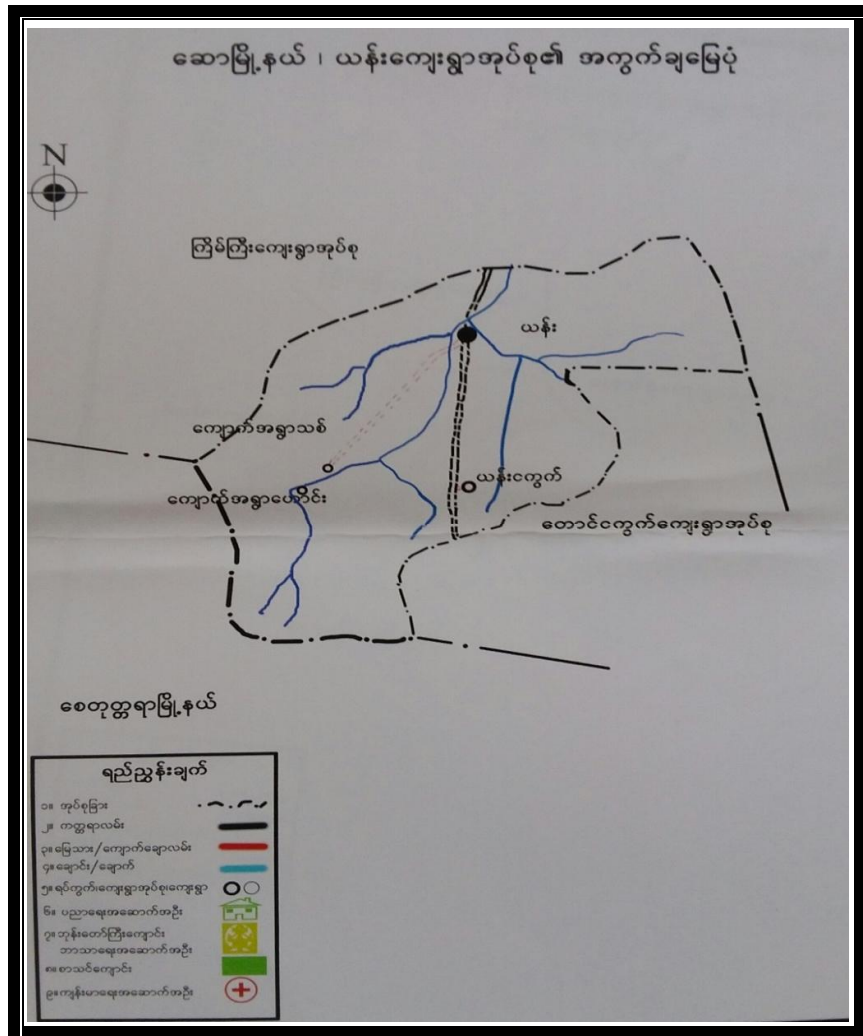 ဆောမြို့နယ် ၊ ယန်းကျေးရွာအုပ်စု၏ အကွက်ချမြေပုံ
N
ကြိမ်ကြီးကျေးရွာအုပ်စု
ယန်း
ကျောက်အရွာသစ်
ယန်းငကွက်
ကျောက်အရွာဟောင်း
တောင်ငကွက်ကျေးရွာအုပ်စု
စေတုတ္တရာမြို့နယ်
ရည်ညွှန်းချက်
၁။ အုပ်စုခြား
၂။ ကတ္တရာလမ်း
၃။မြေသား/ကျောက်ချောလမ်း
၄။ချောင်း/ချောက်
၅။ရပ်ကွက်၊ကျေးရွာအုပ်စု၊ကျေးရွာ
၆။ ပညာရေးအဆောက်အဦး
၇။ ဘုန်းတော်ကြီးကျောင်း
ဘာသာရေးအဆောက်အဦး
၈။စာသင်ကျောင်း
၉။ကျန်းမာရေးအဆောက်အဦး